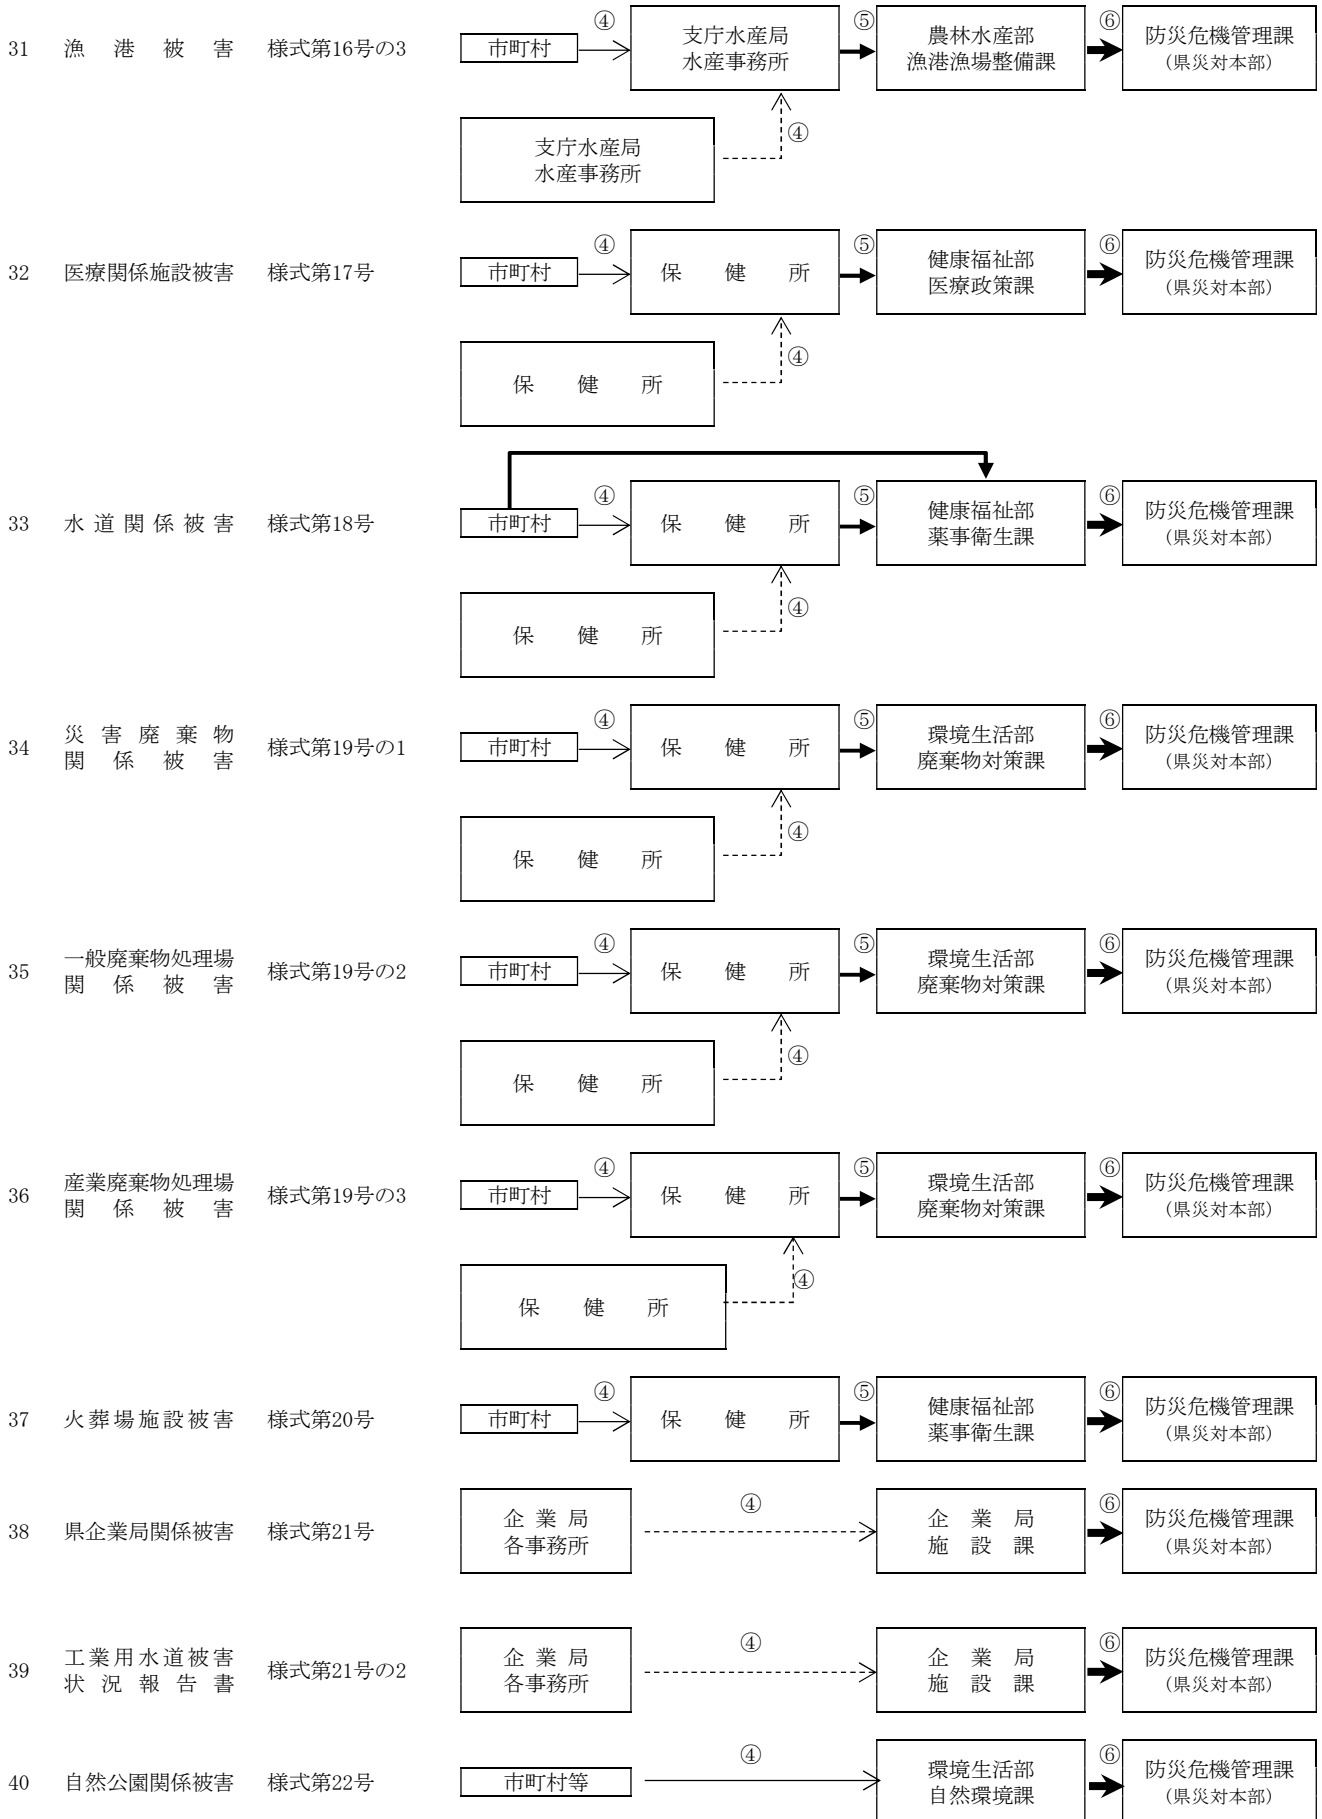 ④ ⑤ ⑥
31 漁港被害 様式第16号の3 市町村 支庁水産局 農林水産部 防災危機管理課
水産事務所 漁港漁場整備課 (県災対本部)
④
支庁水産局
水産事務所
④ ⑤ ⑥
32 医療関係施設被害 様式第17号 市町村 保健所 健康福祉部 防災危機管理課
医療政策課 (県災対本部)
④
保健所
④ ⑤ ⑥
33 水道関係被害 様式第18号 市町村 保健所 健康福祉部 防災危機管理課
薬事衛生課 (県災対本部)
④
保健所
④ ⑤ ⑥
34 災害廃棄物 様式第19号の1 市町村 保健所 環境生活部 防災危機管理課
関係被害 廃棄物対策課 (県災対本部)
④
保健所
④ ⑤ ⑥
35 一般廃棄物処理場 様式第19号の2 市町村 保健所 環境生活部 防災危機管理課
関係被害 廃棄物対策課 (県災対本部)
④
保健所
④ ⑤ ⑥
36 産業廃棄物処理場 様式第19号の3 市町村 保健所 環境生活部 防災危機管理課
関係被害 廃棄物対策課 (県災対本部)
④
保健所
④ ⑤ ⑥
37 火葬場施設被害 様式第20号 市町村 保健所 健康福祉部 防災危機管理課
薬事衛生課 (県災対本部)
④ ⑥
38 県企業局関係被害 様式第21号 企業局 企業局 防災危機管理課
各事務所 施設課 (県災対本部)
④ ⑥
39 工業用水道被害 様式第21号の2 企業局 企業局 防災危機管理課
状況報告書 各事務所 施設課 (県災対本部)
④ ⑥
40 自然公園関係被害 様式第22号 市町村等 環境生活部 防災危機管理課
自然環境課 (県災対本部)